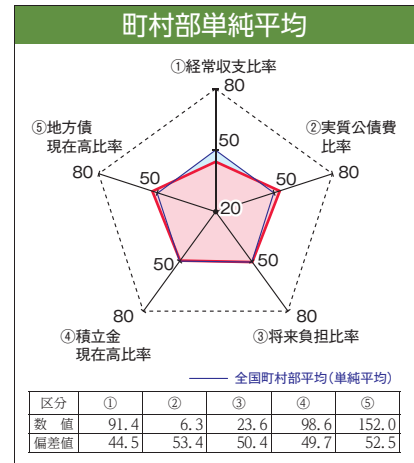 町村部単純平均
①経常収支比率
80
⑤地方債
現在高比率
②実質公債費
比率
80
50
80
50
50
20
50
50
80
80
④積立金
現在高比率
③将来負担比率
全国町村部平均(単純平均)
区分 ① ② ③ ④ ⑤
数 値 91.4 6.3 23.6 98.6 152.0
偏差値 44.5 53.4 50.4 49.7 52.5